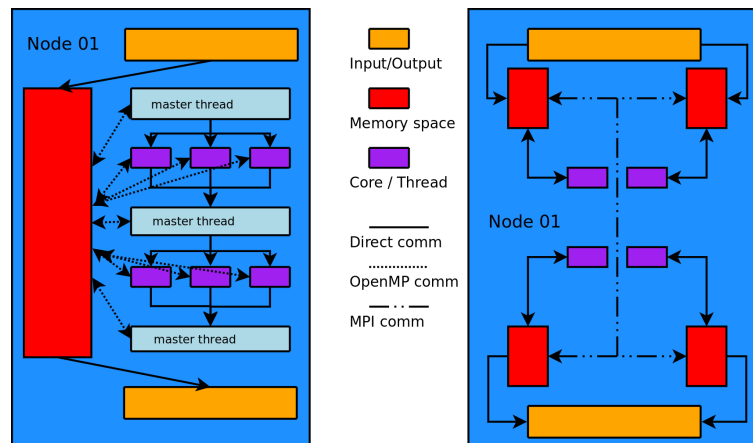 Node 01
master thread
master thread
master thread
Input/Output
Memory space
Core / Thread
Direct comm
OpenMP comm
MPI comm
Node 01